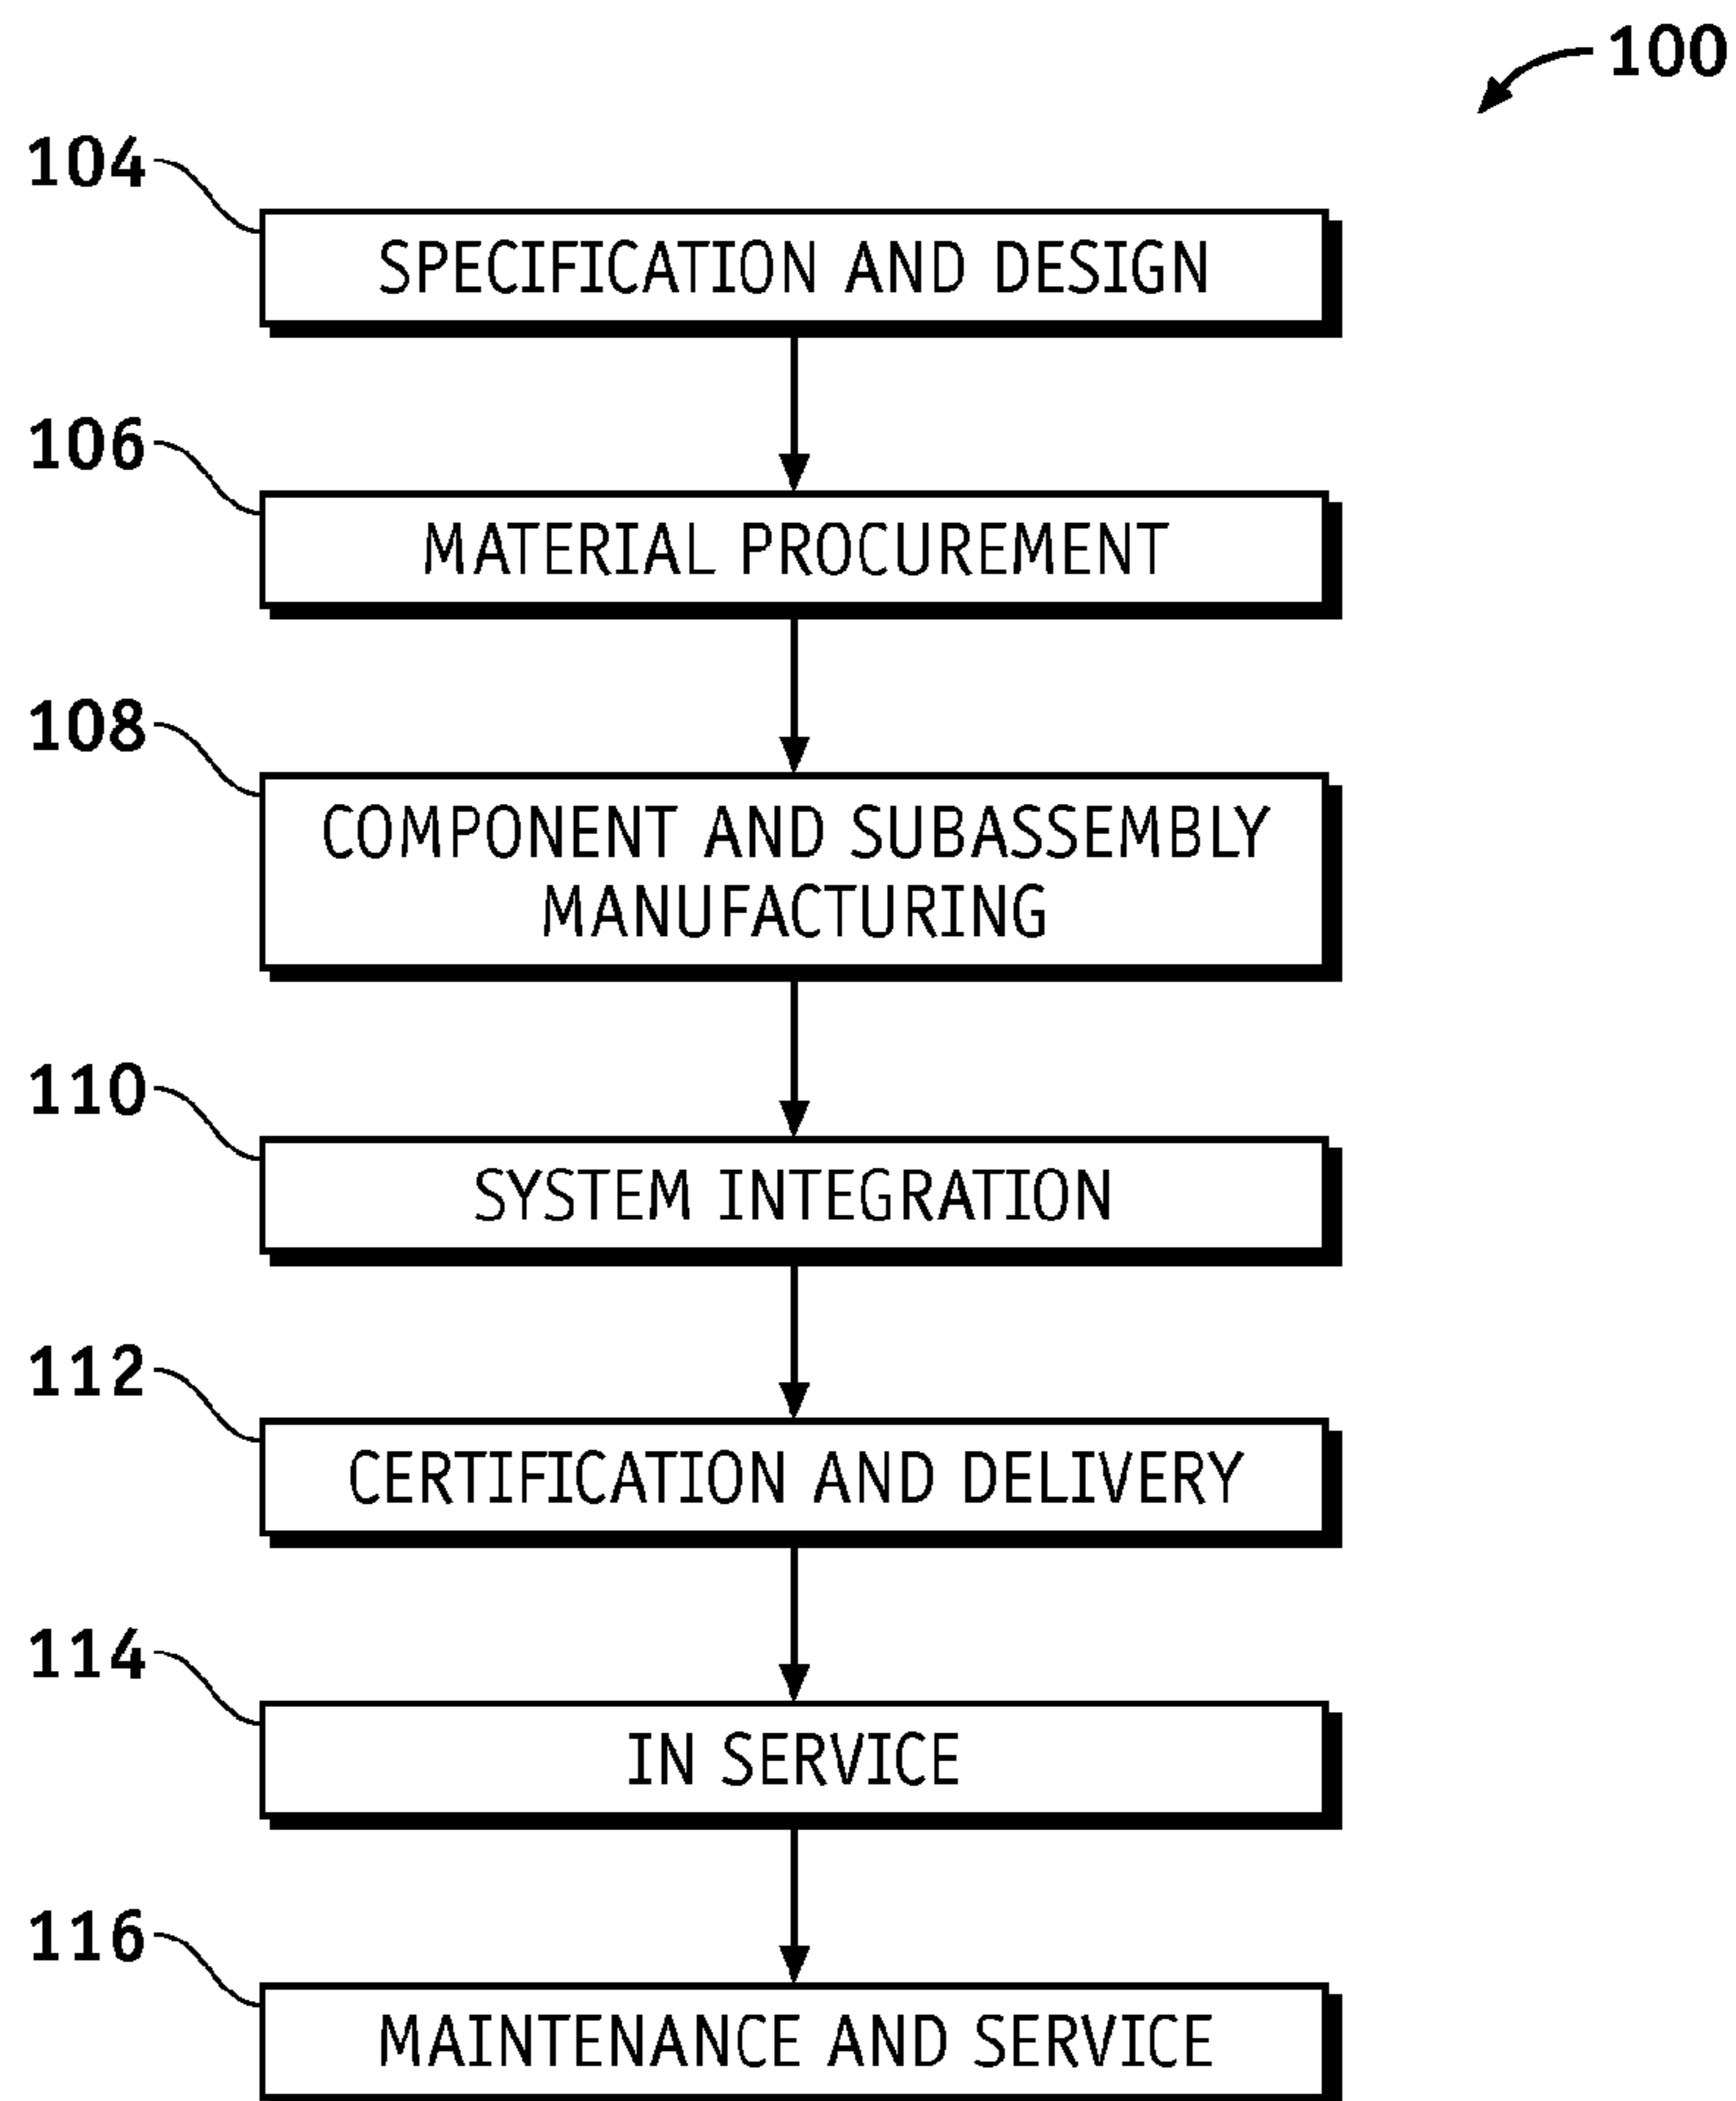 100
104
SPECIFICATION AND DESIGN
106
MATERIAL PROCUREMENT
108
COMPONENT AND SUBASSEMBLY
MANUFACTURING
110
SYSTEM INTEGRATION
112
CERTIFICATION AND DELIVERY
114
IN SERVICE
116
MAINTENANCE AND SERVICE